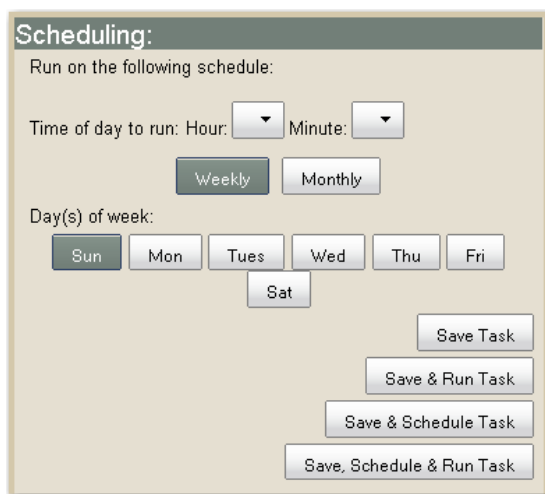 Scheduling:
Run on the following schedule:
Time of day to run: Hour: Minute:
Weekly Monthly
Day(s) of week:
Sun Mon Tues Wed Thu Fri
Sat
Save Task
Save & Run Task
Save & Schedule Task
Save, Schedule & Run Task